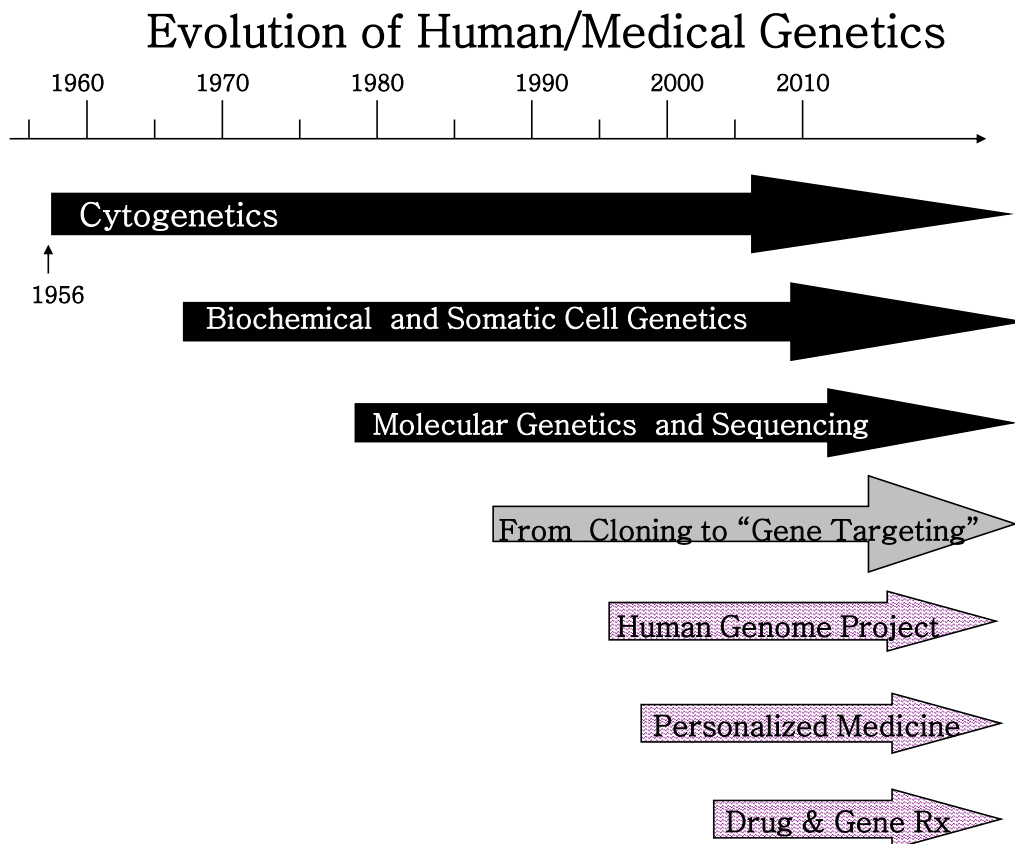 Evolution of Human/Medical Genetics
1960 1970 1980 1990 2000 2010
Cytogenetics
1956
Biochemical and Somatic Cell Genetics
Molecular Genetics and Sequencing
From Cloning to “Gene Targeting”
Human Genome Project
Personalized Medicine
Drug & Gene Rx